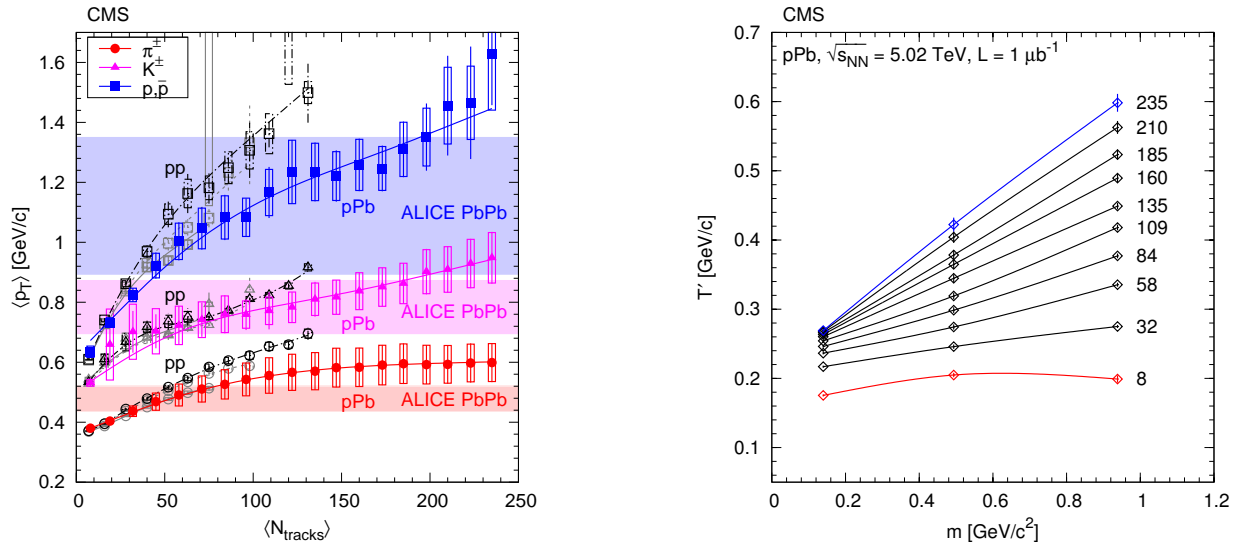 CMS
π±
K±
p,p̄
pp
pPb
ALICE PbPb
pp
pPb
ALICE PbPb
pp
pPb
ALICE PbPb
1.6
1.4
1.2
1
0.8
0.6
0.4
0.2
0
50
100
150
200
250
⟨pT⟩ [GeV/c]
⟨Ntracks⟩
CMS
pPb, √sNN = 5.02 TeV, L = 1 μb⁻¹
235
210
185
160
135
109
84
58
32
8
0.7
0.6
0.5
0.4
0.3
0.2
0.1
0
0.2
0.4
0.6
0.8
1
1.2
T′ [GeV/c]
m [GeV/c²]